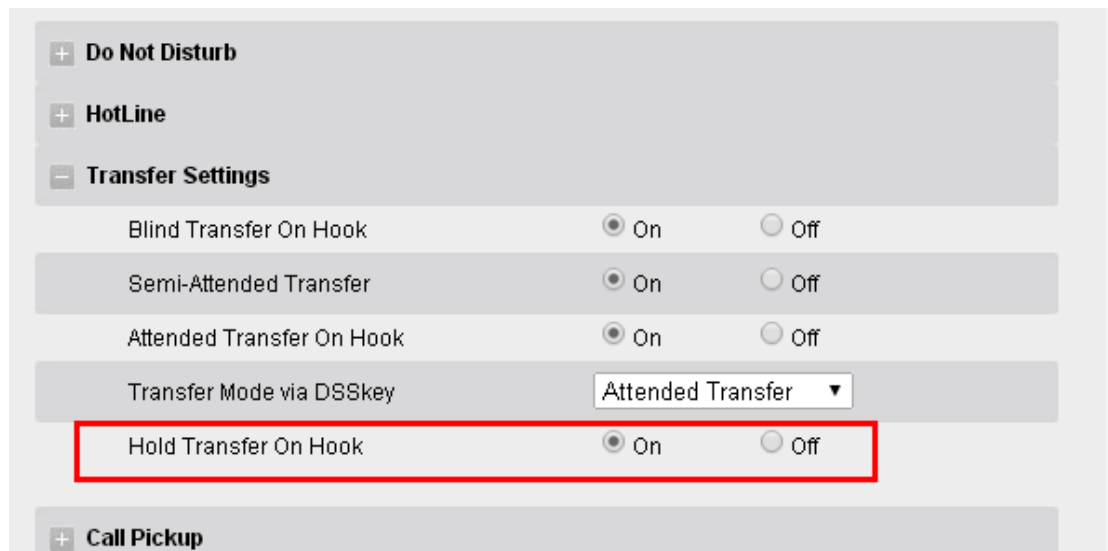 Do Not Disturb
HotLine
Transfer Settings
Blind Transfer On Hook On Off
Semi-Attended Transfer On Off
Attended Transfer On Hook On Off
Transfer Mode via DSSkey Attended Transfer
Hold Transfer On Hook On Off
Call Pickup